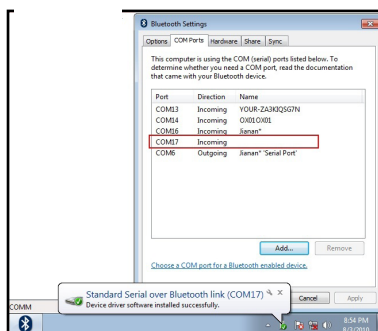 Bluetooth Settings
Options COM Ports Hardware Share Sync
This computer is using the COM (serial) ports listed below. To
determine whether you need a COM port, read the documentation
that came with your Bluetooth device.
Port Direction Name
COM13 Incoming YOUR-ZA3KIQSG7N
COM14 Incoming OX01OX01
COM16 Incoming Jianan*
COM17 Incoming
COM6 Outgoing Jianan* 'Serial Port'
Add... Remove
Choose a COM port for a Bluetooth enabled device.
Cancel Apply
Standard Serial over Bluetooth link (COM17)
Device driver software installed successfully.
COMM
8:54 PM